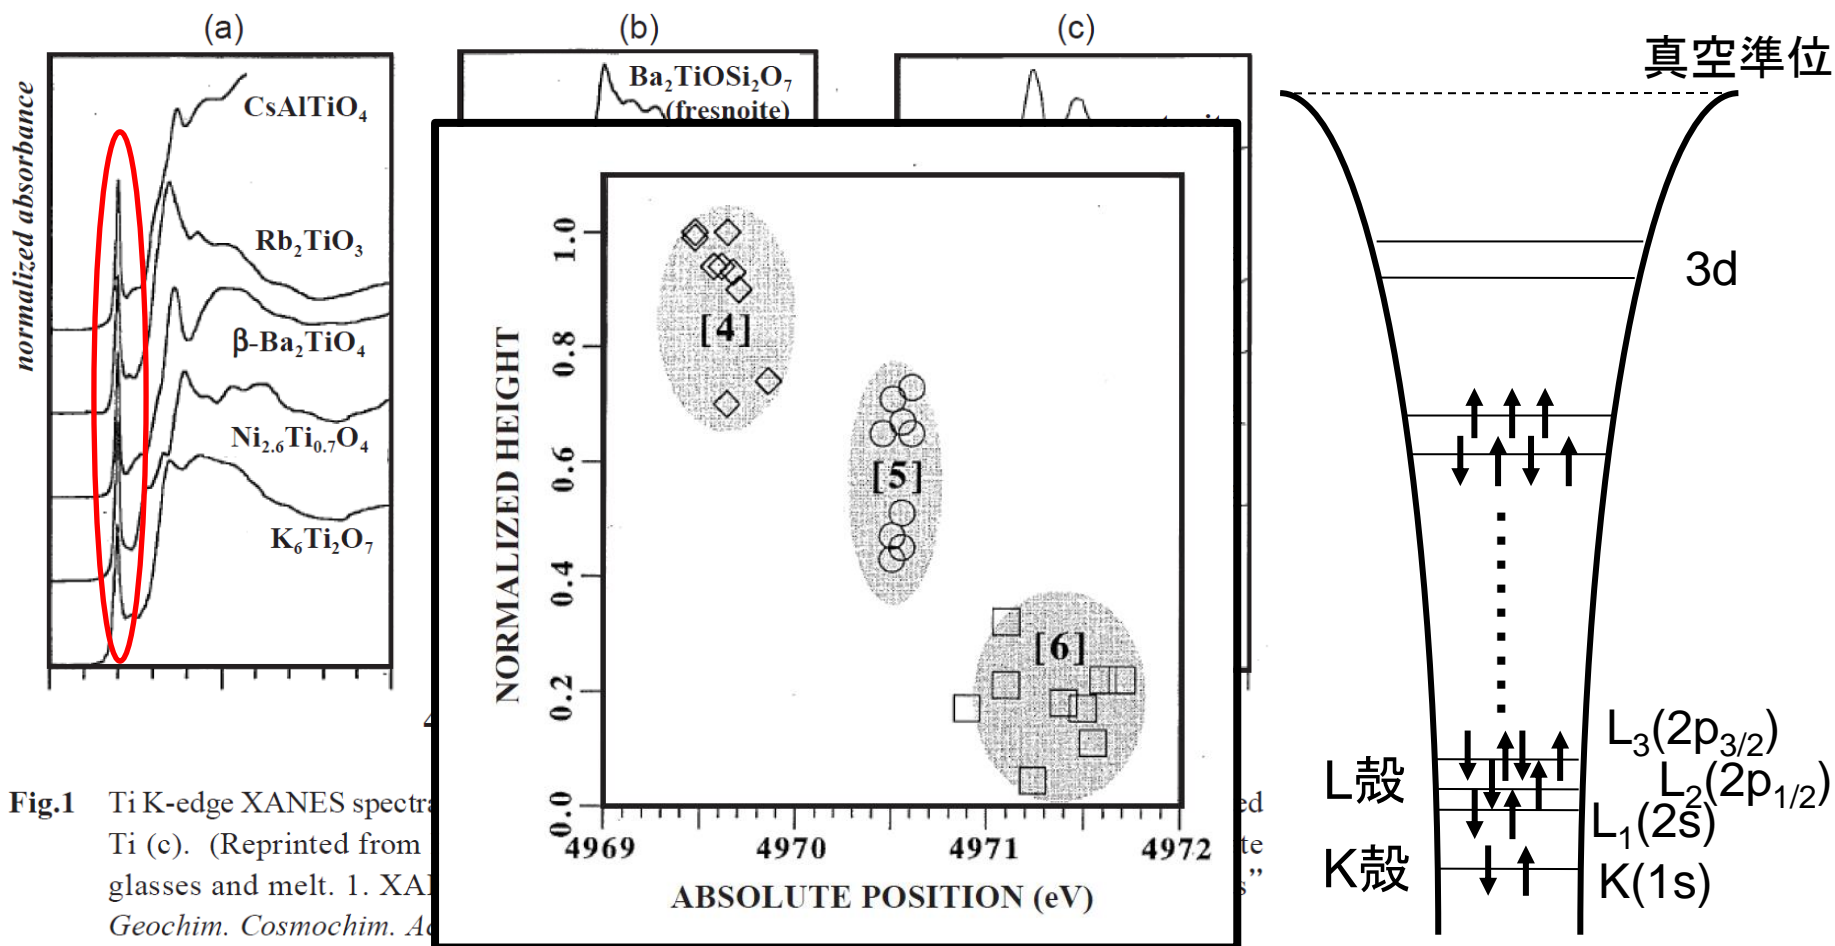 (a)
(b)
(c)
normalized absorbance
CsAlTiO4
Rb2TiO3
β-Ba2TiO4
Ni2.6Ti0.7O4
K6Ti2O7
Ba2TiOSi2O7
(fresnoite)
NORMALIZED HEIGHT
1.0
0.8
0.6
0.4
0.2
0.0
[4]
[5]
[6]
4969
4970
4971
4972
ABSOLUTE POSITION (eV)
真空準位
3d
L3(2p3/2)
L殻
L2(2p1/2)
L1(2s)
K殻
K(1s)
Fig.1 Ti K-edge XANES spectra
Ti (c). (Reprinted from
glasses and melt. 1.
Geochim. Cosmochim.